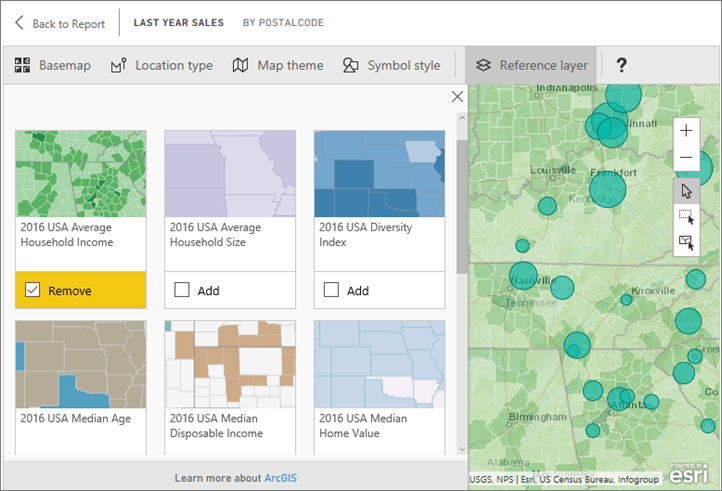 Back to Report
LAST YEAR SALES
BY POSTALCODE
Basemap
Location type
Map theme
Symbol style
Reference layer
?
2016 USA Average
Household Income
Remove
2016 USA Average
Household Size
Add
2016 USA Diversity
Index
Add
2016 USA Median Age
2016 USA Median
Disposable Income
2016 USA Median
Home Value
Learn more about ArcGIS
Indianapolis
Louisville
Frankfort
Nashville
Tennessee
Knoxville
Atlanta
Birmingham
Alabama
POWERED BY
esri
USGS, NPS | Esri, US Census Bureau, Infogroup